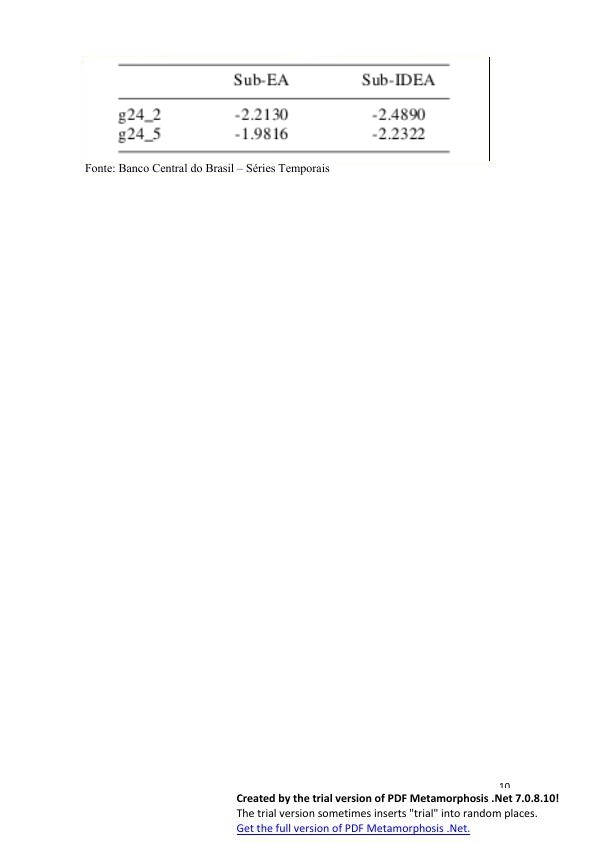 Sub-EA Sub-IDEA
g24_2 -2.2130 -2.4890
g24_5 -1.9816 -2.2322
Fonte: Banco Central do Brasil – Séries Temporais
10
Created by the trial version of PDF Metamorphosis .Net 7.0.8.10!
The trial version sometimes inserts "trial" into random places.
Get the full version of PDF Metamorphosis .Net.